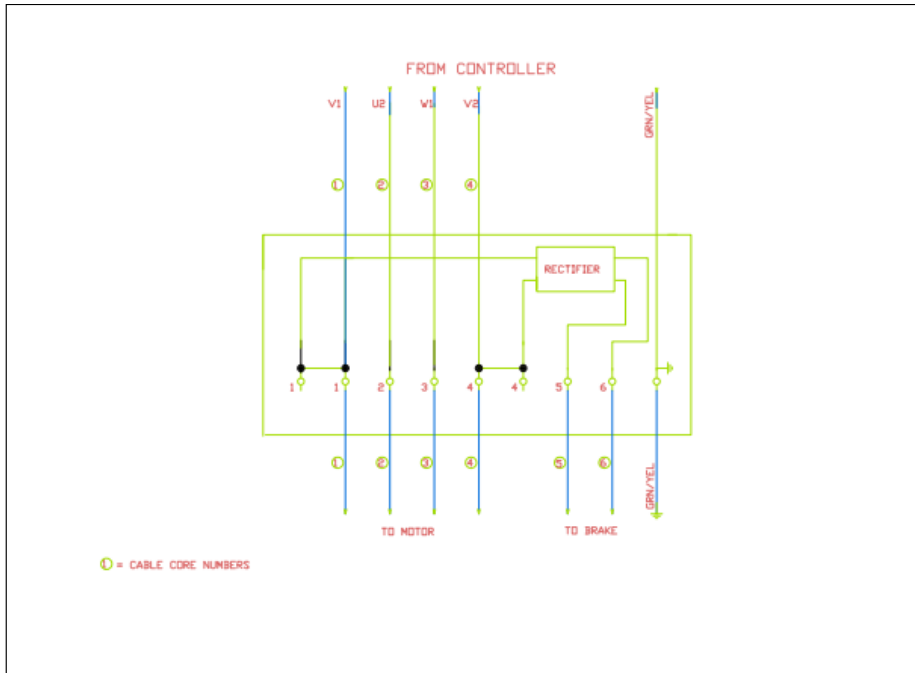 FROM CONTROLLER
V1 U2 W1 V2 GRN/YEL
1 2 3 4
RECTIFIER
1 1 2 3 4 4 5 6
1 2 3 4 5 6 GRN/YEL
TO MOTOR TO BRAKE
1 = CABLE CORE NUMBERS